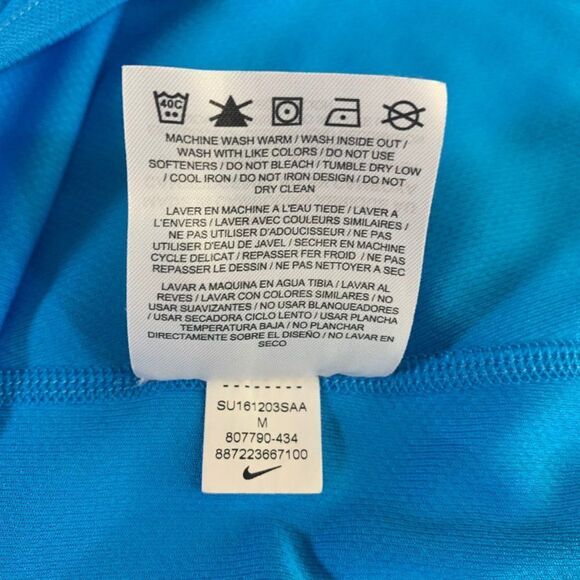 40C
MACHINE WASH WARM / WASH INSIDE OUT /
WASH WITH LIKE COLORS / DO NOT USE
SOFTENERS / DO NOT BLEACH / TUMBLE DRY LOW
/ COOL IRON / DO NOT IRON DESIGN / DO NOT
DRY CLEAN
LAVER EN MACHINE A L'EAU TIEDE / LAVER A
L'ENVERS / LAVER AVEC COULEURS SIMILAIRES /
NE PAS UTILISER D'ADOUCISSEUR / NE PAS
UTILISER D'EAU DE JAVEL / SECHER EN MACHINE
CYCLE DELICAT / REPASSER FER FROID / NE PAS
REPASSER LE DESSIN / NE PAS NETTOYER A SEC
LAVAR A MAQUINA EN AGUA TIBIA / LAVAR AL
REVES / LAVAR CON COLORES SIMILARES / NO
USAR SUAVIZANTES / NO USAR BLANQUEADORES
/ USAR SECADORA CICLO LENTO / USAR PLANCHA
TEMPERATURA BAJA / NO PLANCHAR
DIRECTAMENTE SOBRE EL DISEÑO / NO LAVAR EN
SECO
SU161203SAA
M
807790-434
887223667100